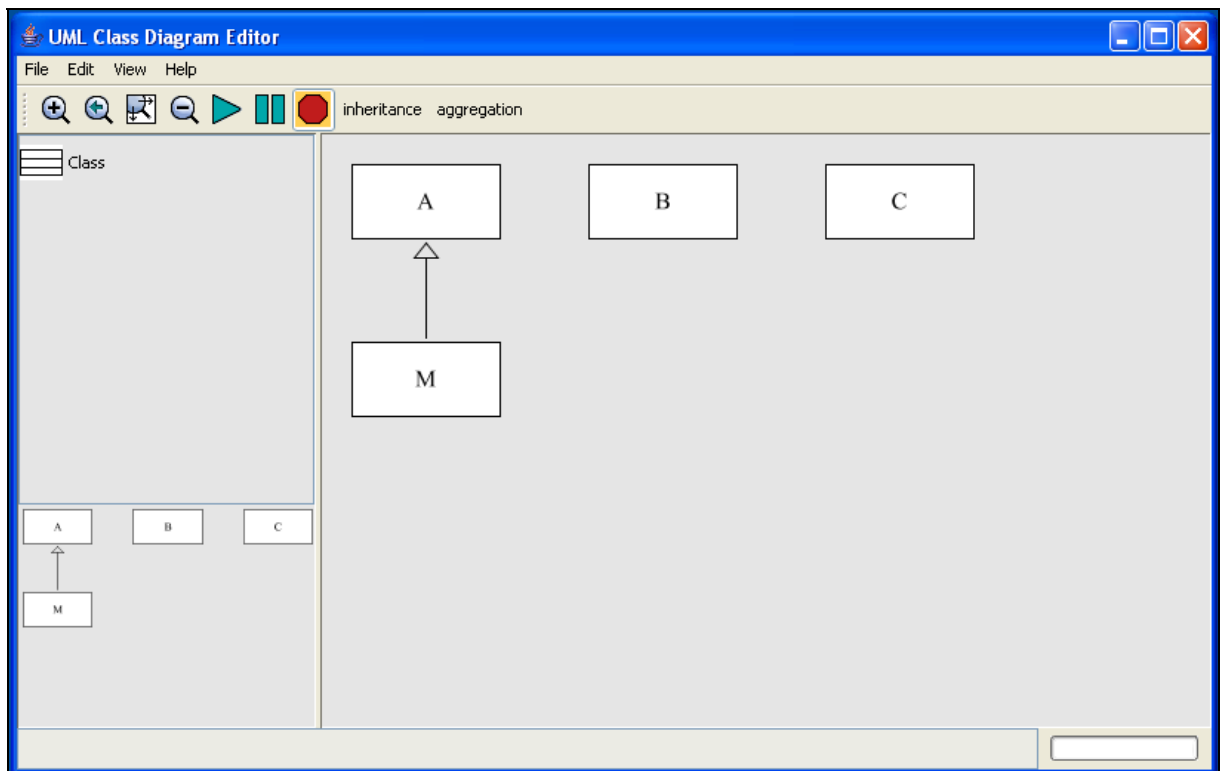 UML Class Diagram Editor
File Edit View Help
inheritance aggregation
Class
A B C
M
A B C
M